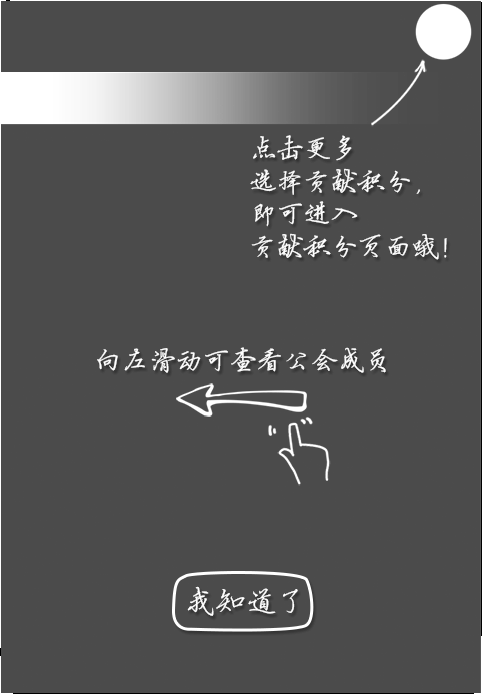 点击更多
选择贡献积分,
即可进入
贡献积分页面哦!
向左滑动可查看公会成员
我知道了